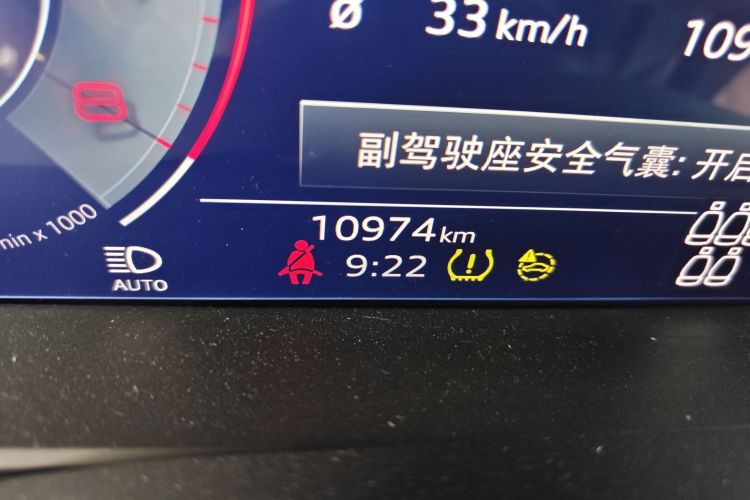 Ø 33 km/h 109
8
副驾驶座安全气囊: 开启
min x 1000
10974 km
AUTO 9:22